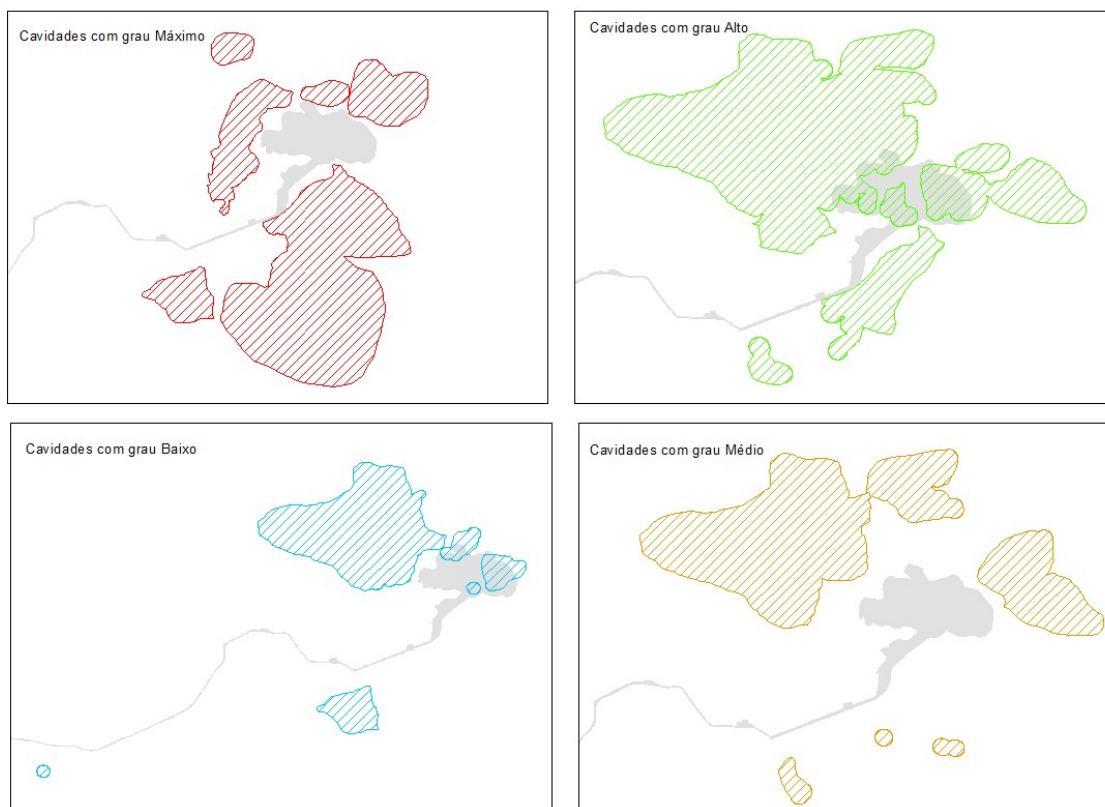 Cavidades com grau Máximo
Cavidades com grau Alto
Cavidades com grau Baixo
Cavidades com grau Médio